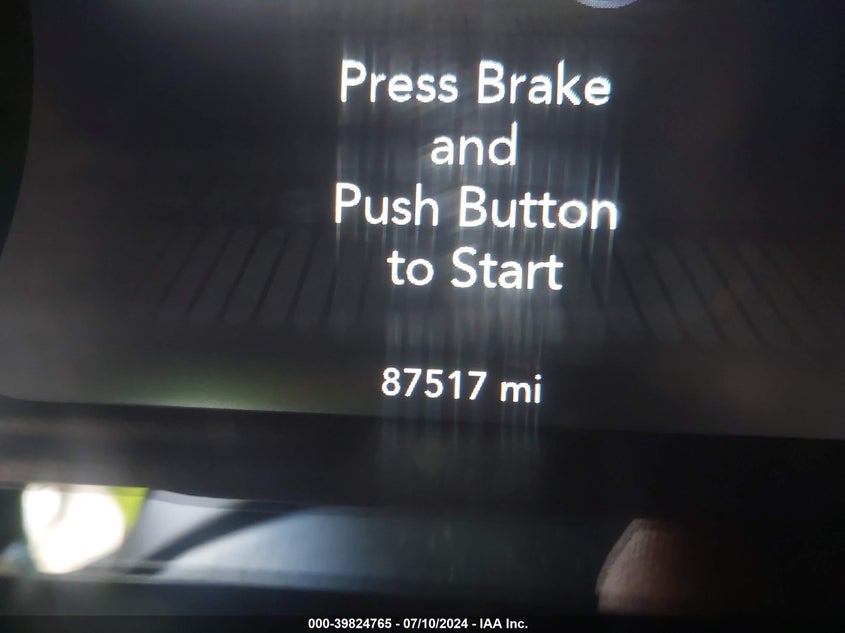 Press Brake
and
Push Button
to Start
87517 mi
000-39824765 - 07/10/2024 - IAA Inc.